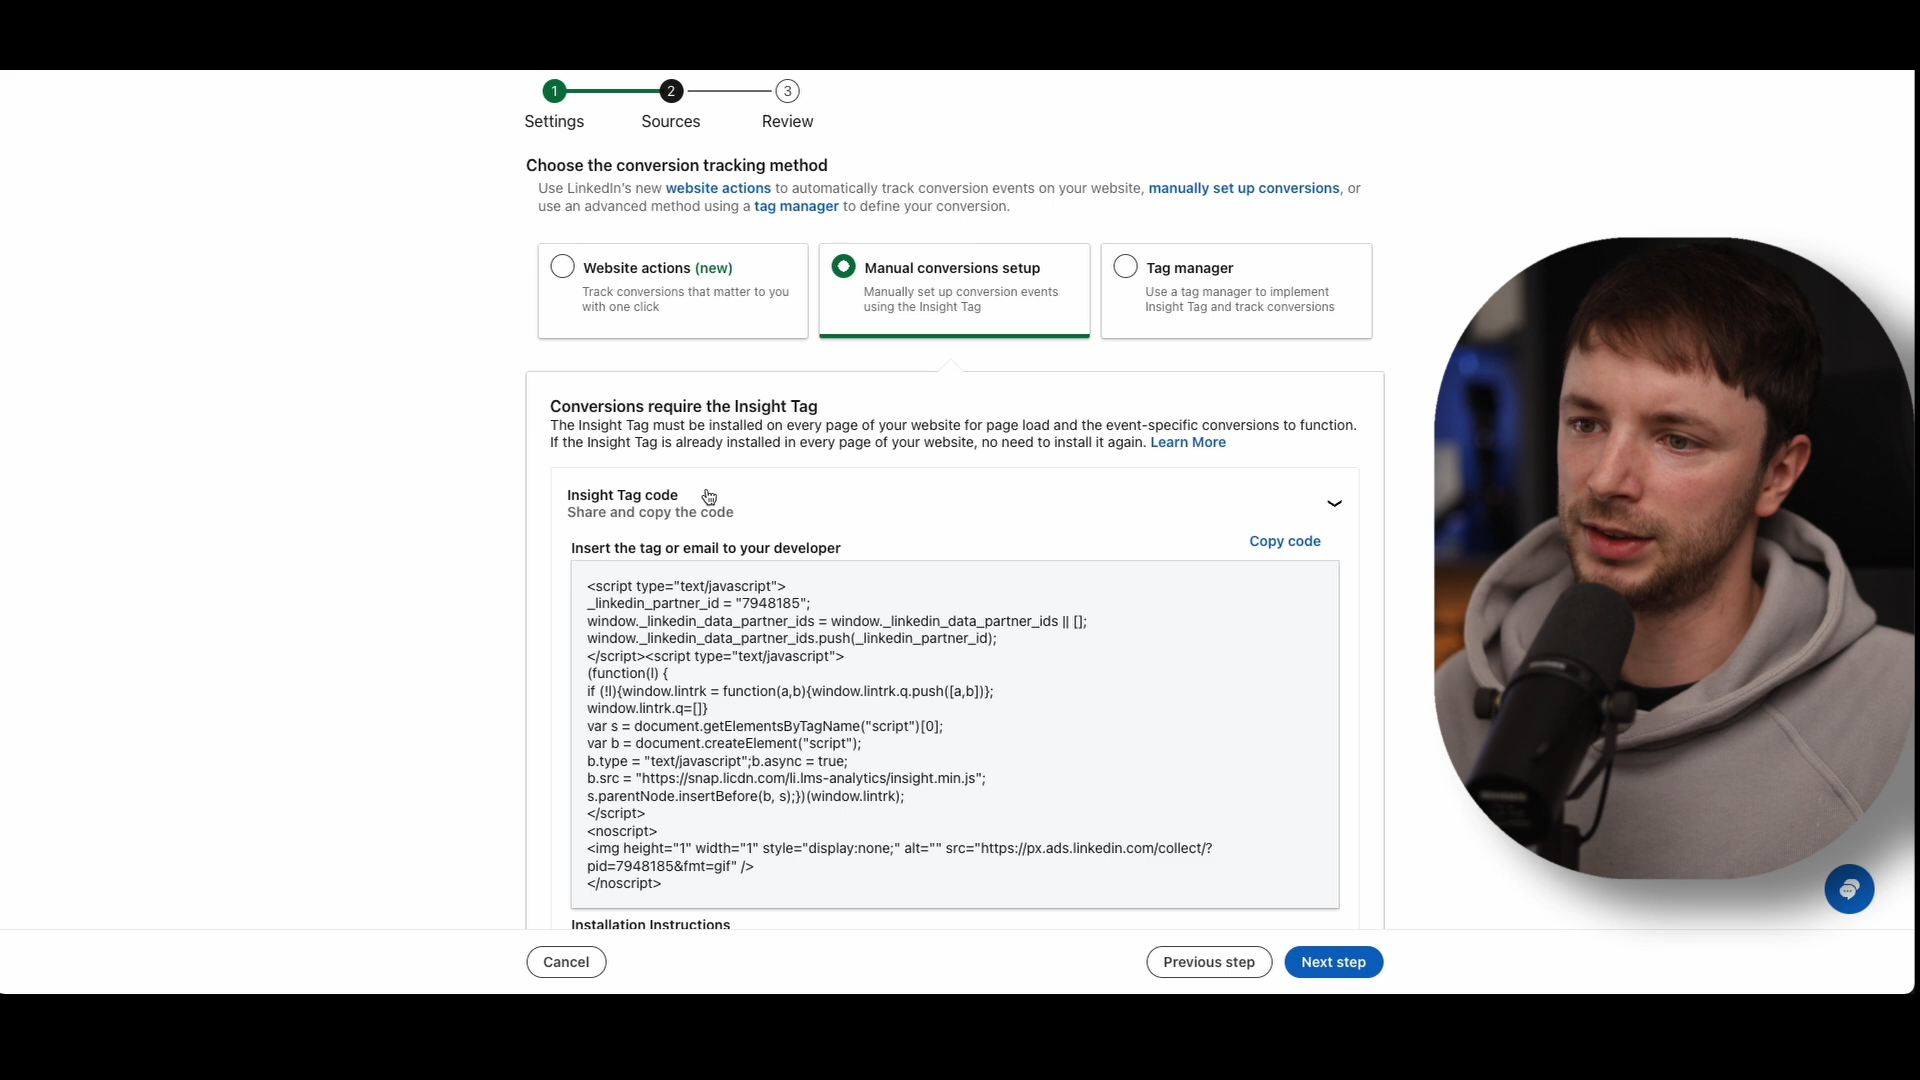 1 2 3
Settings Sources Review
Choose the conversion tracking method
Use LinkedIn's new website actions to automatically track conversion events on your website, manually set up conversions, or
use an advanced method using a tag manager to define your conversion.
Website actions (new)
Track conversions that matter to you
with one click
Manual conversions setup
Manually set up conversion events
using the Insight Tag
Tag manager
Use a tag manager to implement
Insight Tag and track conversions
Conversions require the Insight Tag
The Insight Tag must be installed on every page of your website for page load and the event-specific conversions to function.
If the Insight Tag is already installed in every page of your website, no need to install it again. Learn More
Insight Tag code
Share and copy the code
Insert the tag or email to your developer
Copy code
<script type="text/javascript">
_linkedin_partner_id = "7948185";
window._linkedin_data_partner_ids = window._linkedin_data_partner_ids || [];
window._linkedin_data_partner_ids.push(_linkedin_partner_id);
</script><script type="text/javascript">
(function(l) {
if (!l){window.lintrk = function(a,b){window.lintrk.q.push([a,b])};
window.lintrk.q=[]}
var s = document.getElementsByTagName("script")[0];
var b = document.createElement("script");
b.type = "text/javascript";b.async = true;
b.src = "https://snap.licdn.com/li.lms-analytics/insight.min.js";
s.parentNode.insertBefore(b, s);})(window.lintrk);
</script>
<noscript>
<img height="1" width="1" style="display:none;" alt="" src="https://px.ads.linkedin.com/collect/?
pid=7948185&fmt=gif" />
</noscript>
Installation Instructions
Cancel
Previous step
Next step